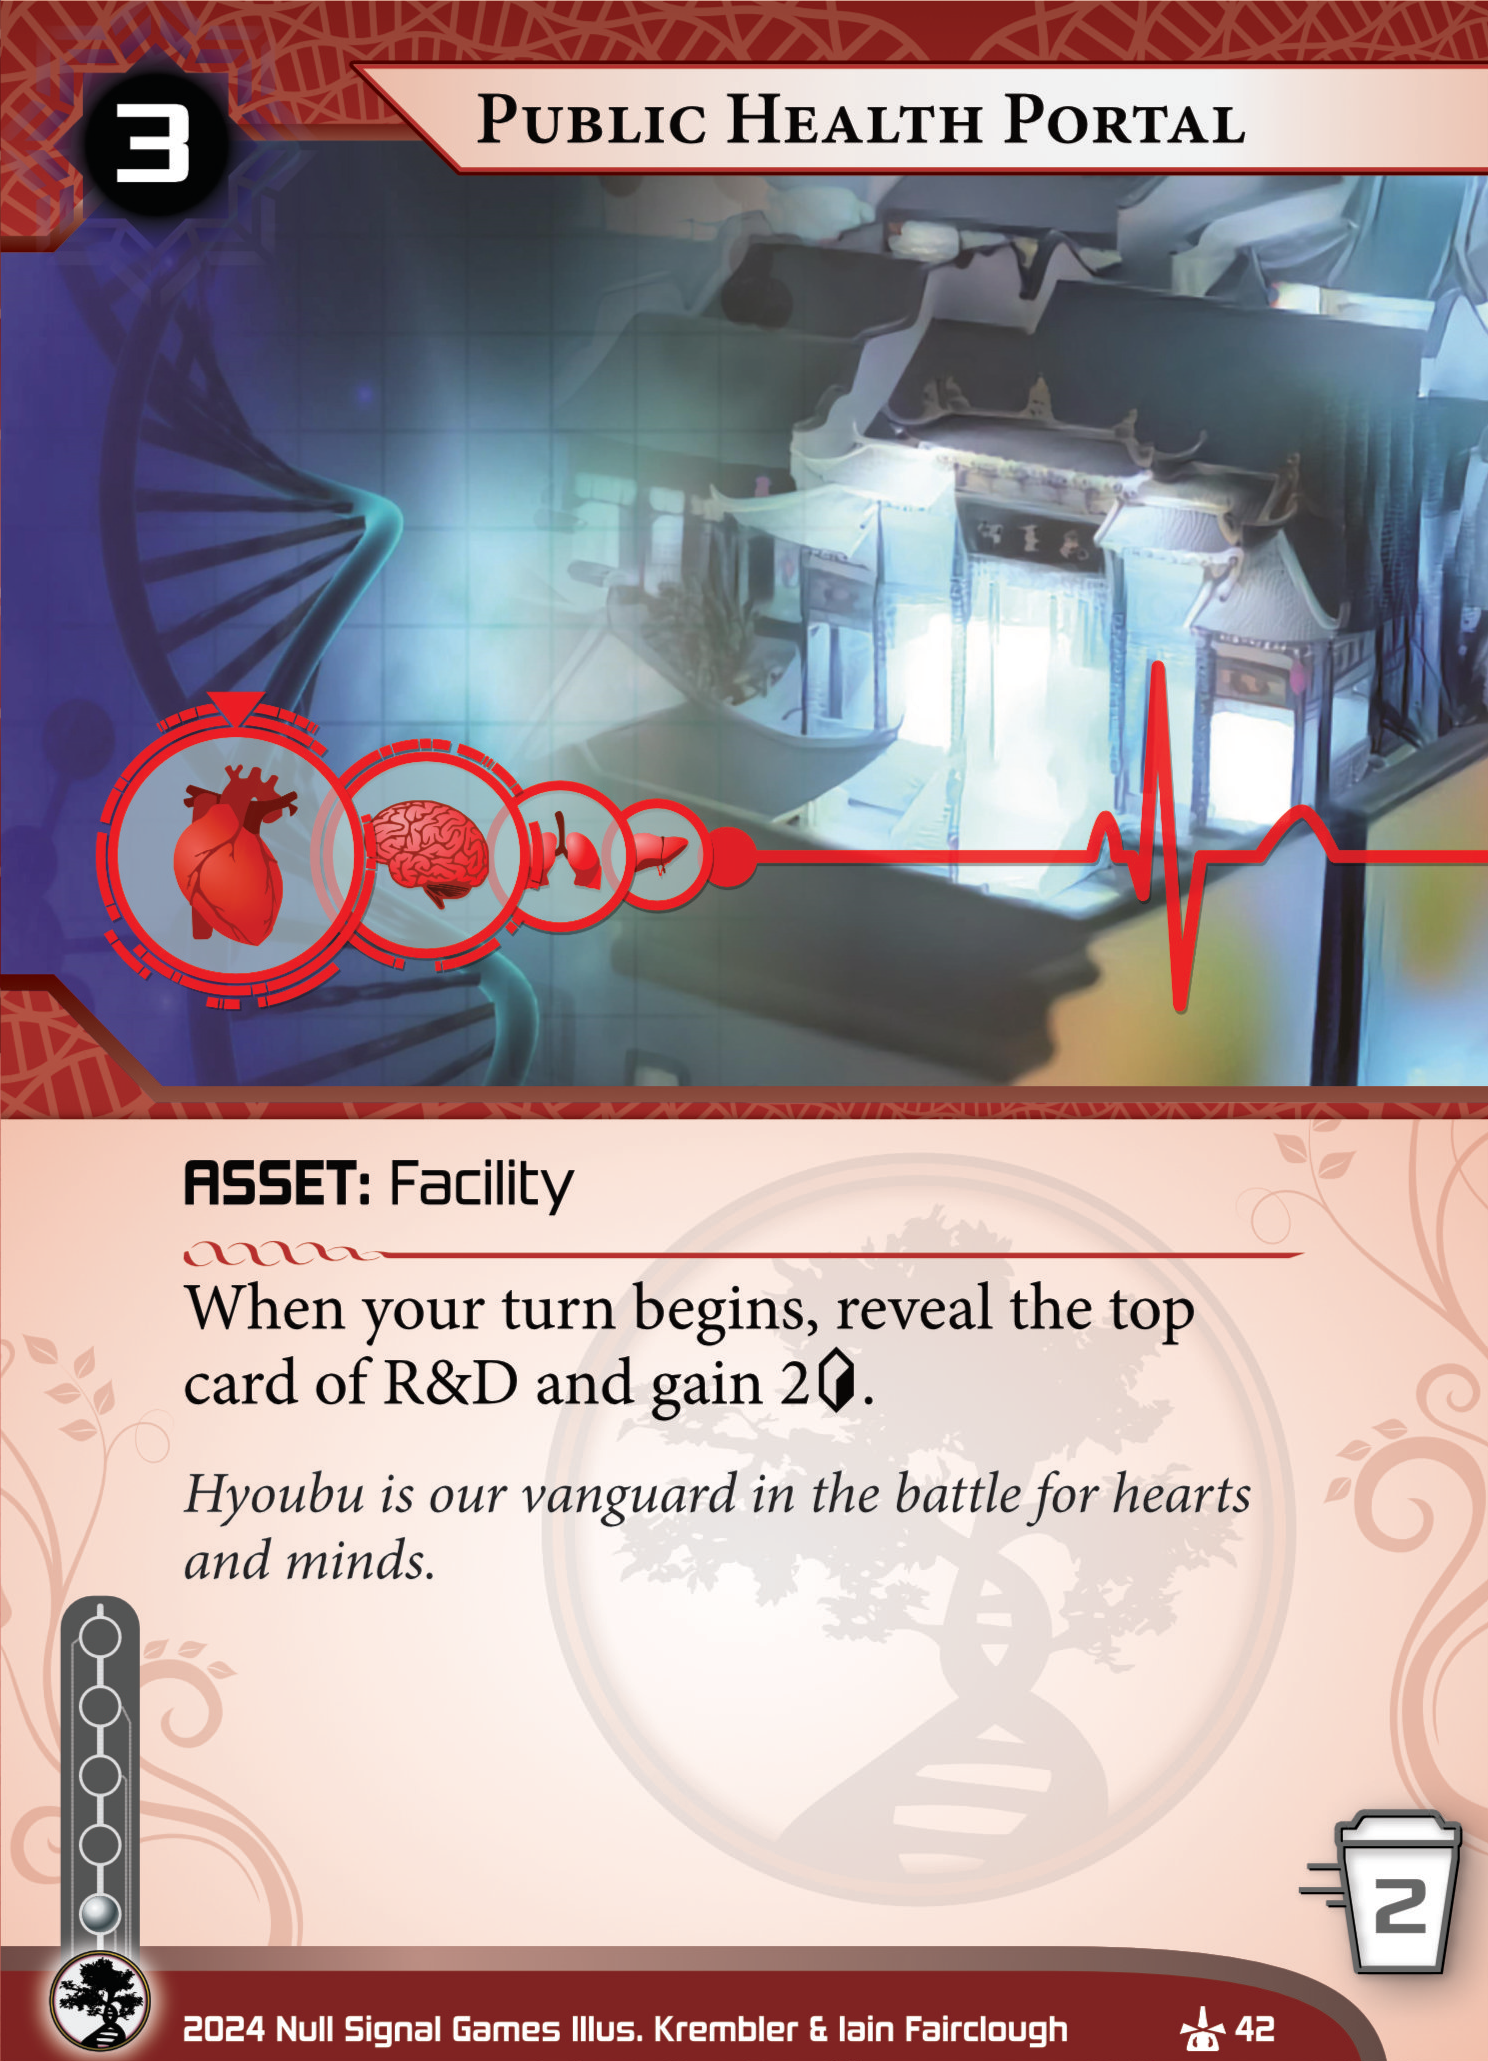 3
Public Health Portal
ASSET: Facility
When your turn begins, reveal the top
card of R&D and gain 2.
Hyoubu is our vanguard in the battle for hearts
and minds.
2
2024 Null Signal Games Illus. Krembler & Iain Fairclough
42